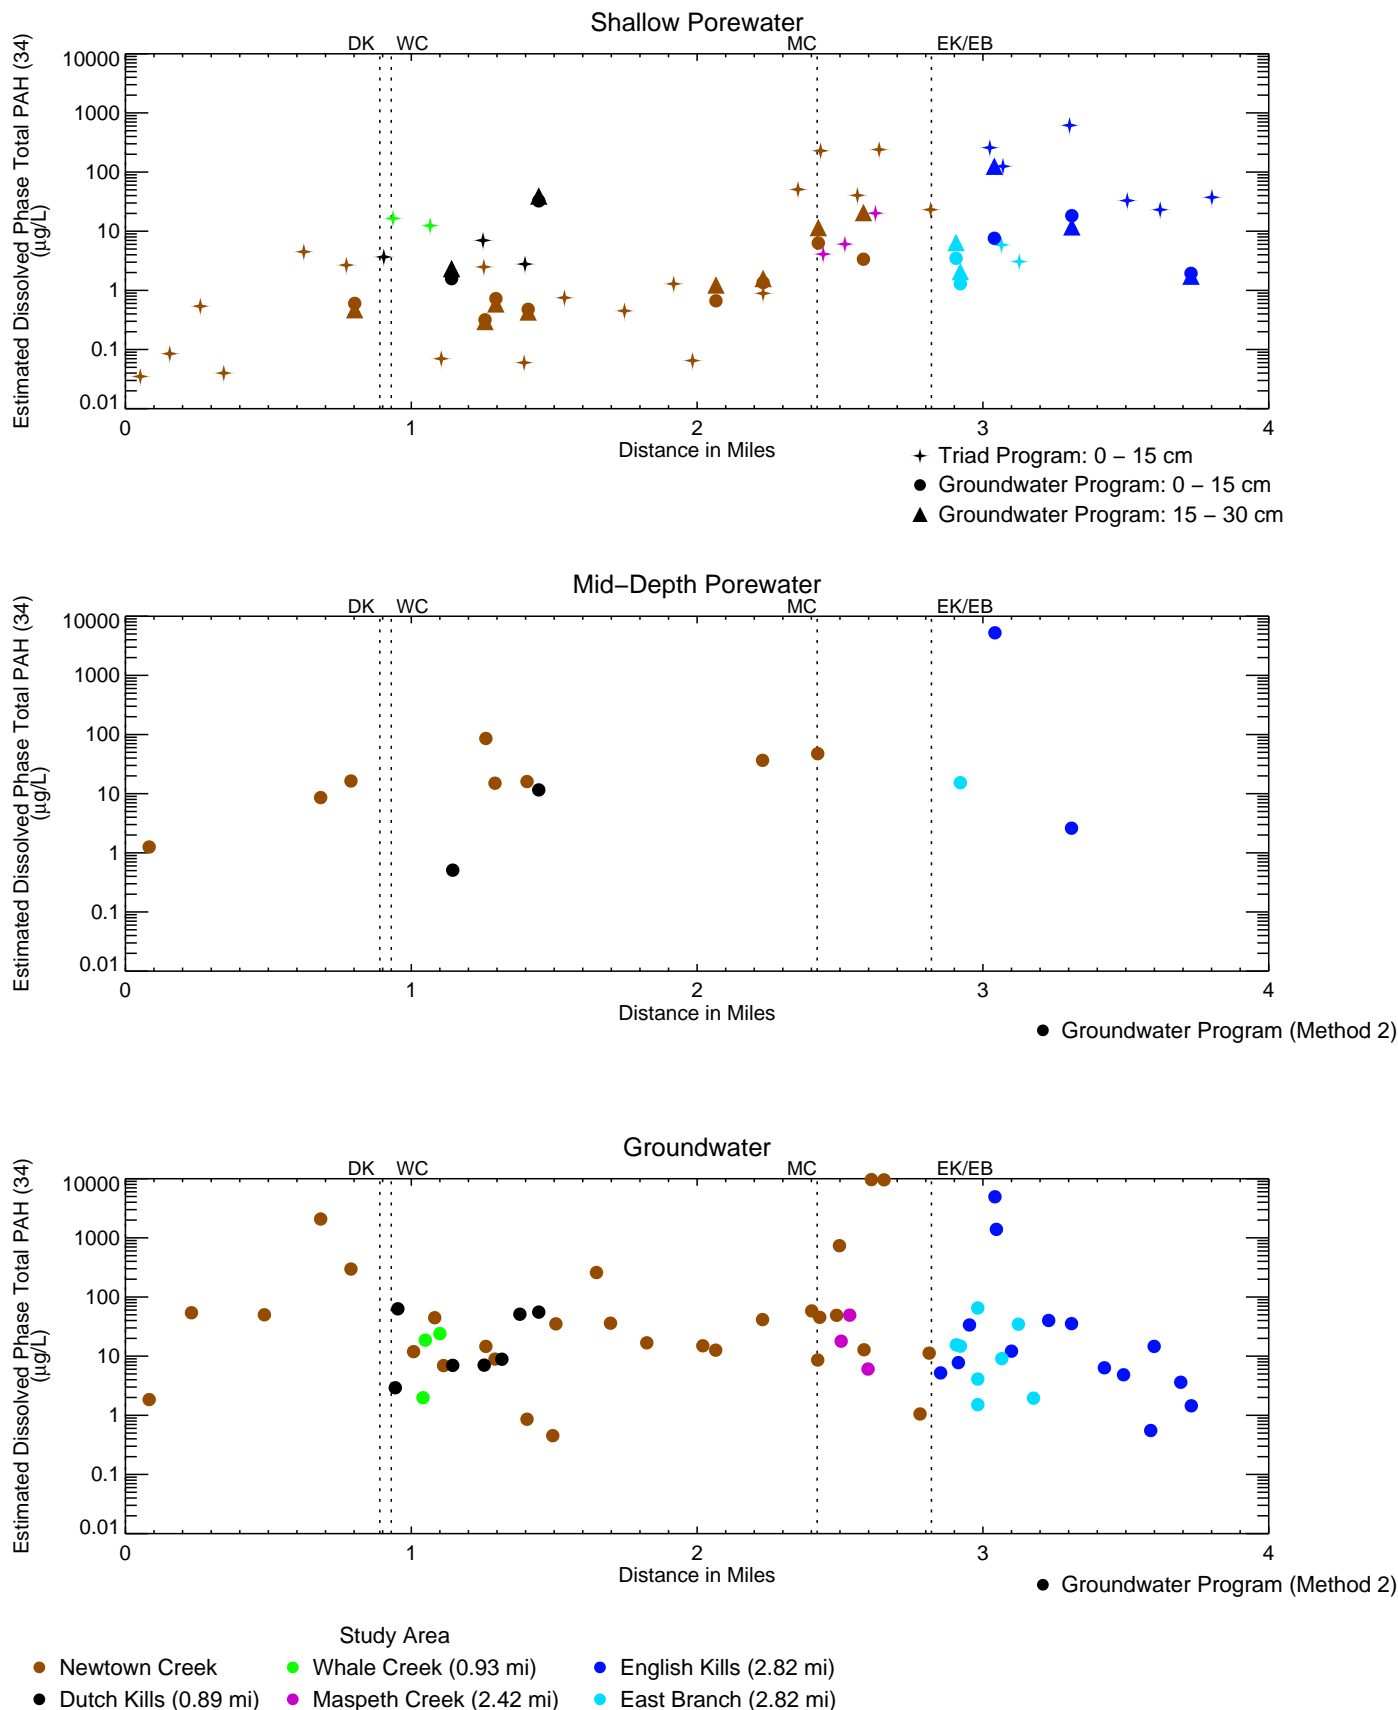 Shallow Porewater
DK WC MC EK/EB
Estimated Dissolved Phase Total PAH (34)
(µg/L)
10000
1000
100
10
1
0.1
0.01
0 1 2 3 4
Distance in Miles
Triad Program: 0 – 15 cm
Groundwater Program: 0 – 15 cm
Groundwater Program: 15 – 30 cm
Mid–Depth Porewater
DK WC MC EK/EB
Estimated Dissolved Phase Total PAH (34)
(µg/L)
10000
1000
100
10
1
0.1
0.01
0 1 2 3 4
Distance in Miles
Groundwater Program (Method 2)
Groundwater
DK WC MC EK/EB
Estimated Dissolved Phase Total PAH (34)
(µg/L)
10000
1000
100
10
1
0.1
0.01
0 1 2 3 4
Distance in Miles
Groundwater Program (Method 2)
Study Area
Newtown Creek Whale Creek (0.93 mi) English Kills (2.82 mi)
Dutch Kills (0.89 mi) Maspeth Creek (2.42 mi) East Branch (2.82 mi)